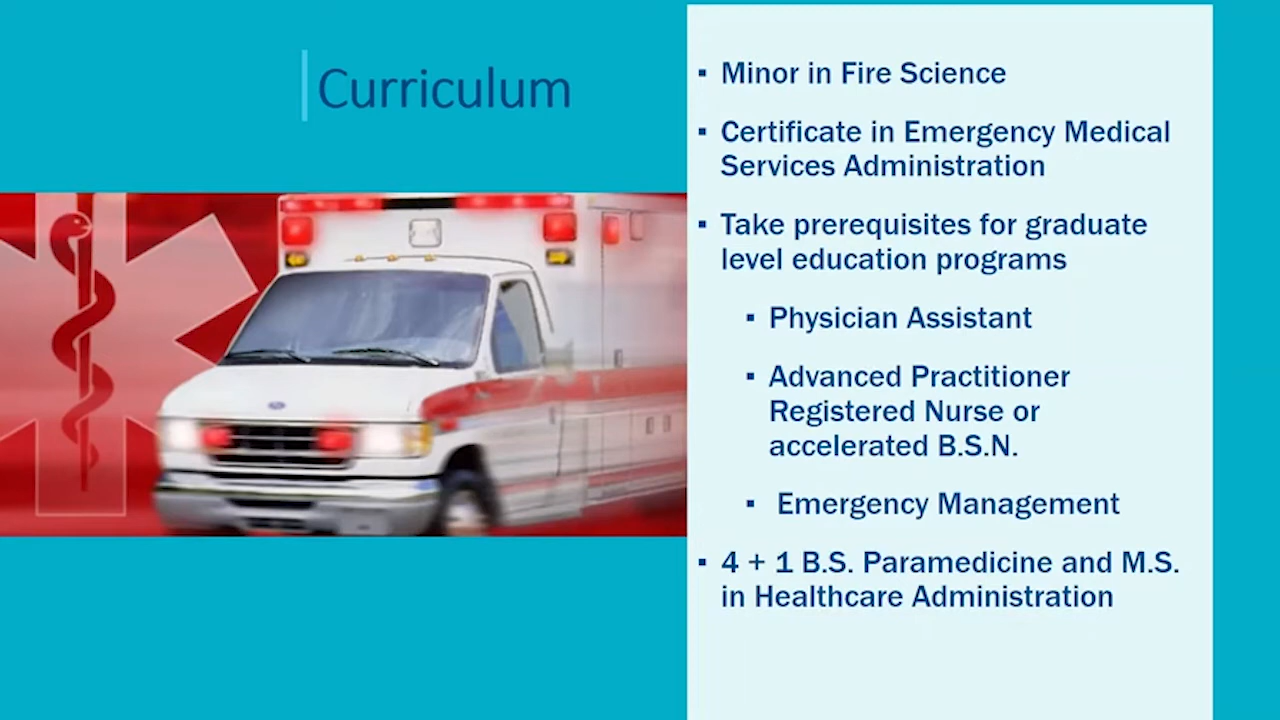 Curriculum
▪ Minor in Fire Science
▪ Certificate in Emergency Medical
Services Administration
▪ Take prerequisites for graduate
level education programs
▪ Physician Assistant
▪ Advanced Practitioner
Registered Nurse or
accelerated B.S.N.
▪ Emergency Management
▪ 4 + 1 B.S. Paramedicine and M.S.
in Healthcare Administration